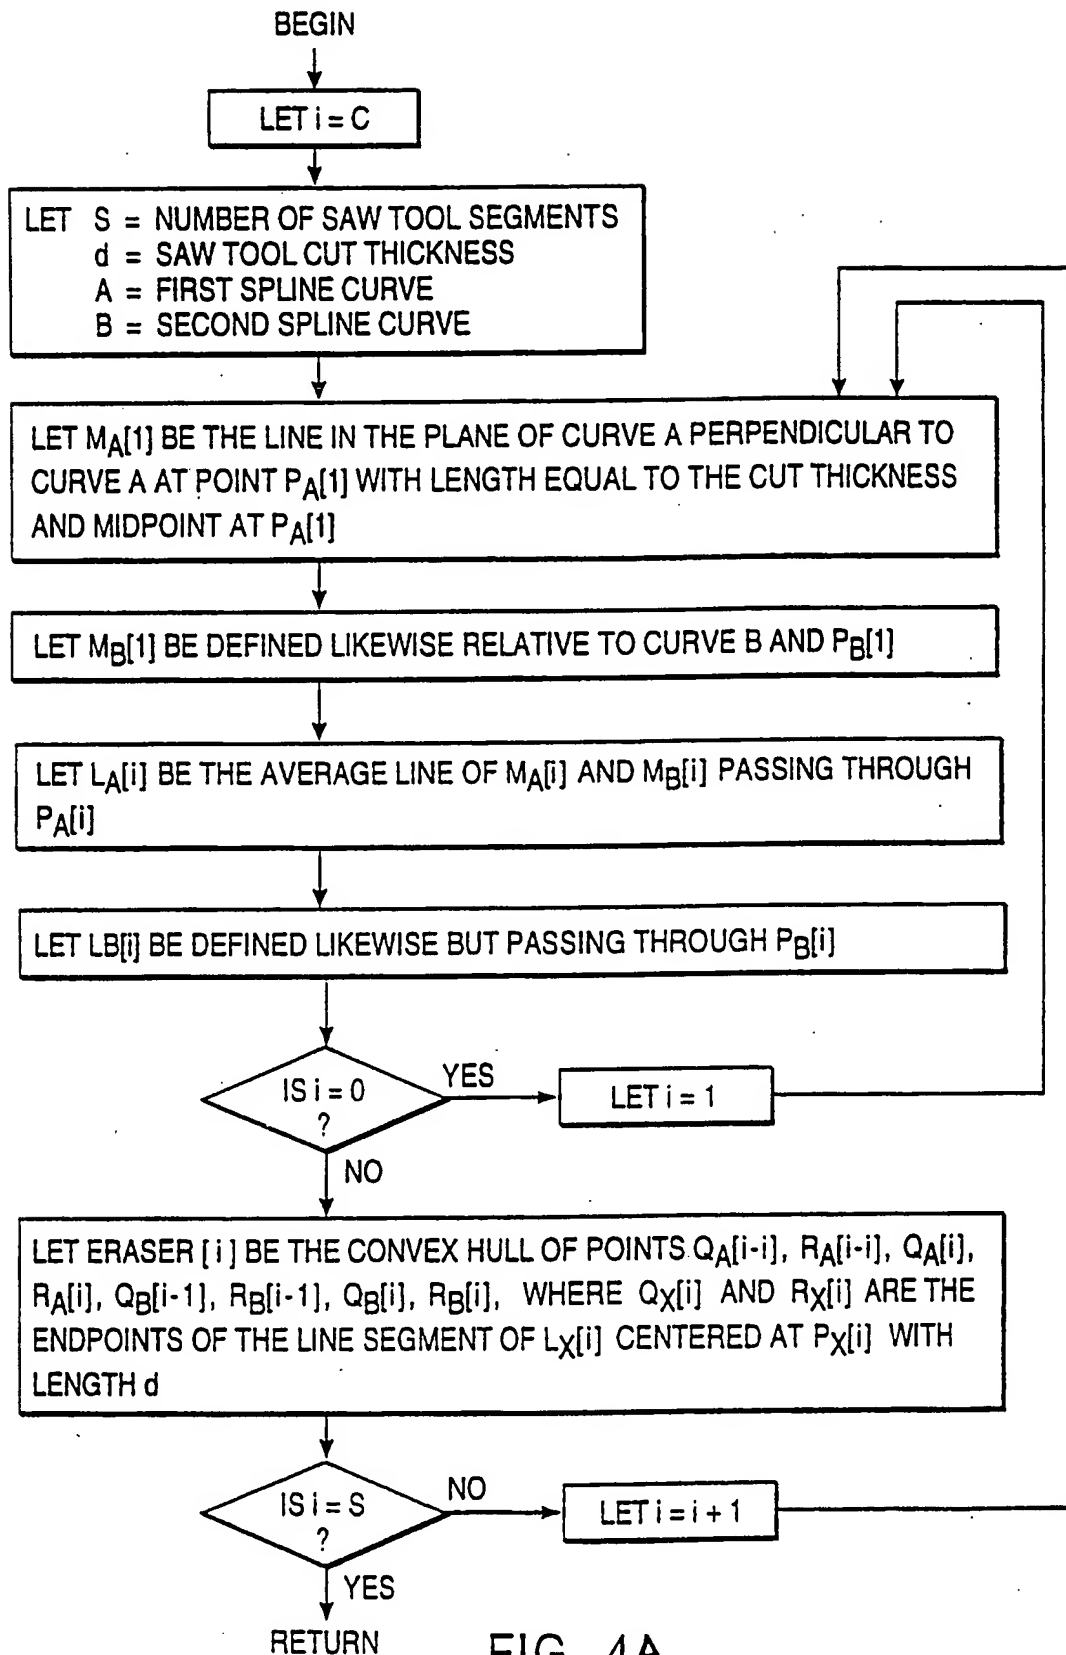 BEGIN
LET i = C
LET S = NUMBER OF SAW TOOL SEGMENTS
d = SAW TOOL CUT THICKNESS
A = FIRST SPLINE CURVE
B = SECOND SPLINE CURVE
LET MA[1] BE THE LINE IN THE PLANE OF CURVE A PERPENDICULAR TO
CURVE A AT POINT PA[1] WITH LENGTH EQUAL TO THE CUT THICKNESS
AND MIDPOINT AT PA[1]
LET MB[1] BE DEFINED LIKEWISE RELATIVE TO CURVE B AND PB[1]
LET LA[i] BE THE AVERAGE LINE OF MA[i] AND MB[i] PASSING THROUGH
PA[i]
LET LB[i] BE DEFINED LIKEWISE BUT PASSING THROUGH PB[i]
IS i = 0
?
YES
LET i = 1
NO
LET ERASER [ i ] BE THE CONVEX HULL OF POINTS QA[i-i], RA[i-i], QA[i],
RA[i], QB[i-1], RB[i-1], QB[i], RB[i], WHERE QX[i] AND RX[i] ARE THE
ENDPOINTS OF THE LINE SEGMENT OF LX[i] CENTERED AT PX[i] WITH
LENGTH d
IS i = S
?
NO
LET i = i + 1
YES
RETURN
FIG. 4A